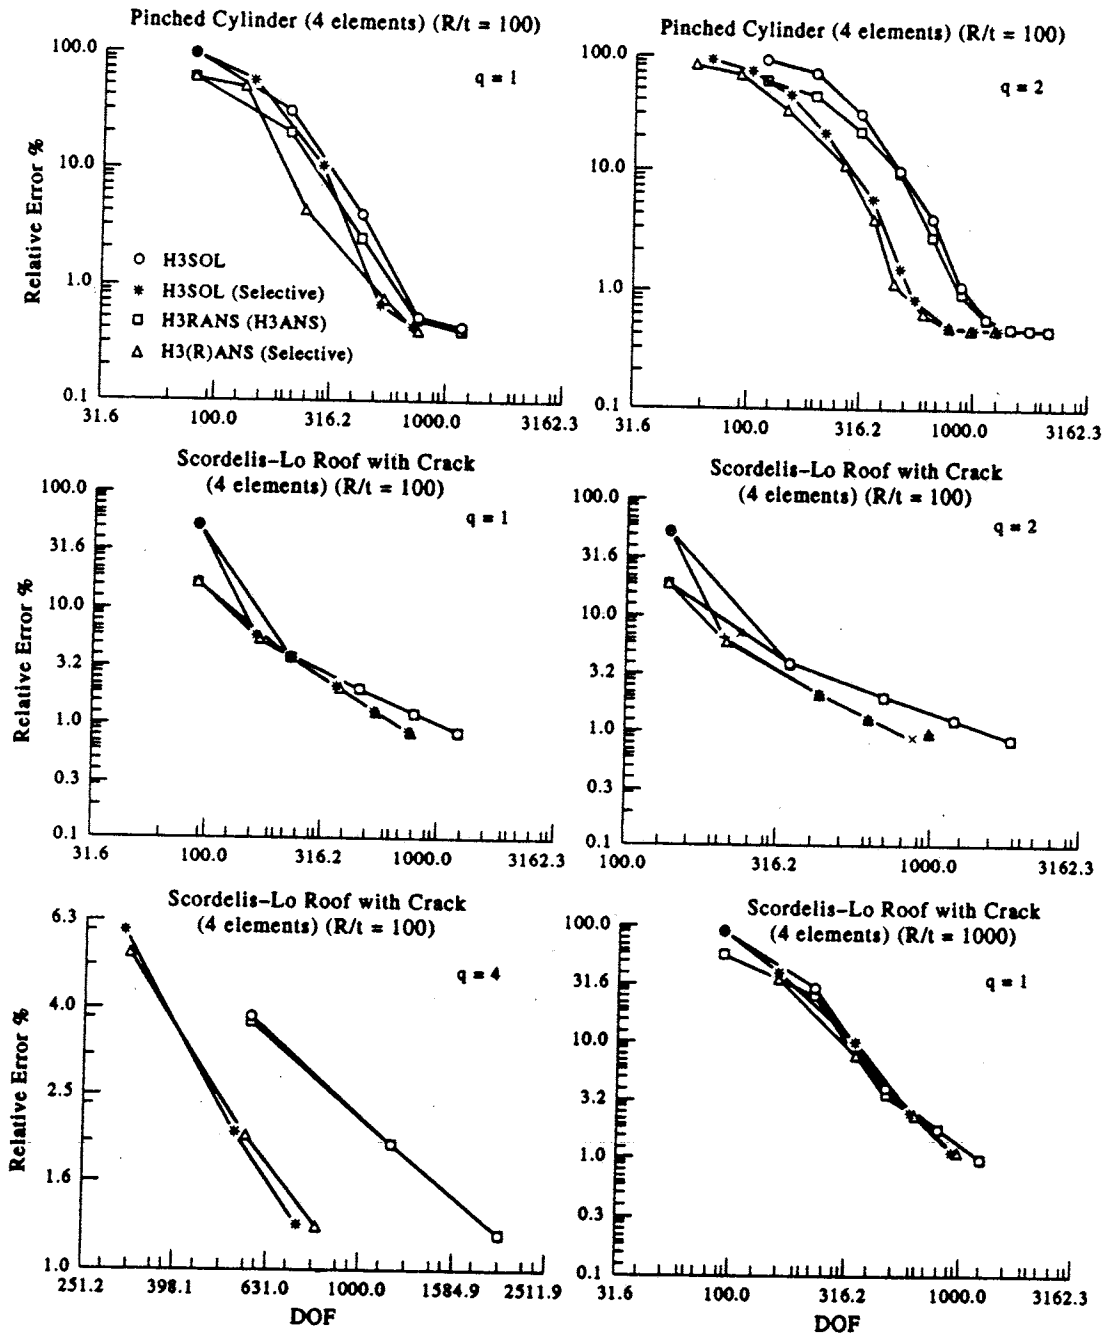 Pinched Cylinder (4 elements) (R/t = 100)
q = 1
100.0
10.0
1.0
0.1
Relative Error %
H3SOL
H3SOL (Selective)
H3RANS (H3ANS)
H3(R)ANS (Selective)
31.6
100.0
316.2
1000.0
3162.3
Pinched Cylinder (4 elements) (R/t = 100)
q = 2
100.0
10.0
1.0
0.1
31.6
100.0
316.2
1000.0
3162.3
Scordelis-Lo Roof with Crack
(4 elements) (R/t = 100)
q = 1
100.0
31.6
10.0
3.2
1.0
0.3
0.1
Relative Error %
31.6
100.0
316.2
1000.0
3162.3
Scordelis-Lo Roof with Crack
(4 elements) (R/t = 100)
q = 2
100.0
31.6
10.0
3.2
1.0
0.3
0.1
100.0
316.2
1000.0
3162.3
Scordelis-Lo Roof with Crack
(4 elements) (R/t = 100)
q = 4
6.3
4.0
2.5
1.6
1.0
Relative Error %
251.2
398.1
631.0
1000.0
1584.9
2511.9
DOF
Scordelis-Lo Roof with Crack
(4 elements) (R/t = 1000)
q = 1
100.0
31.6
10.0
3.2
1.0
0.3
0.1
31.6
100.0
316.2
1000.0
3162.3
DOF